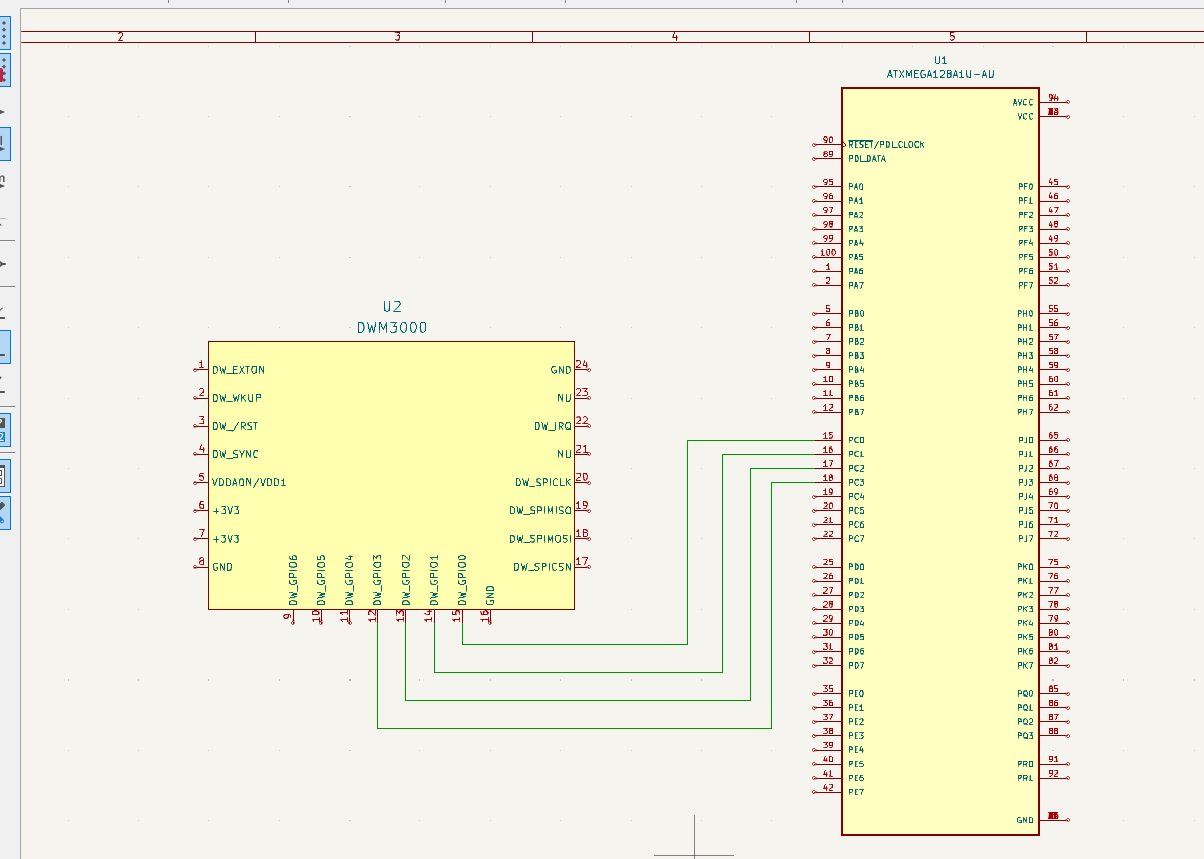 2 3 4 5
U1
ATXMEGA128A1U-AU
AVCC
VCC
90 RESET/PDI_CLOCK
89 PDI_DATA
95 PA0 PF0 45
96 PA1 PF1 46
97 PA2 PF2 47
98 PA3 PF3 48
99 PA4 PF4 49
100 PA5 PF5 50
1 PA6 PF6 51
2 PA7 PF7 52
5 PB0 PH0 55
6 PB1 PH1 56
7 PB2 PH2 57
8 PB3 PH3 58
9 PB4 PH4 59
10 PB5 PH5 60
11 PB6 PH6 61
12 PB7 PH7 62
15 PC0 PJ0 65
16 PC1 PJ1 66
17 PC2 PJ2 67
18 PC3 PJ3 68
19 PC4 PJ4 69
20 PC5 PJ5 70
21 PC6 PJ6 71
22 PC7 PJ7 72
25 PD0 PK0 75
26 PD1 PK1 76
27 PD2 PK2 77
28 PD3 PK3 78
29 PD4 PK4 79
30 PD5 PK5 80
31 PD6 PK6 81
32 PD7 PK7 82
35 PE0 PQ0 85
36 PE1 PQ1 86
37 PE2 PQ2 87
38 PE3 PQ3 88
39 PE4
40 PE5 PR0 91
41 PE6 PR1 92
42 PE7
GND
U2
DWM3000
1 DW_EXTON GND 24
2 DW_WKUP NU 23
3 DW_/RST DW_IRQ 22
4 DW_SYNC NU 21
5 VDDAON/VDD1 DW_SPICLK 20
6 +3V3 DW_SPIMISO 19
7 +3V3 DW_SPIMOSI 18
8 GND DW_SPICSN 17
9 DW_GPIO6
10 DW_GPIO5
11 DW_GPIO4
12 DW_GPIO3
13 DW_GPIO2
14 DW_GPIO1
15 DW_GPIO0
16 GND